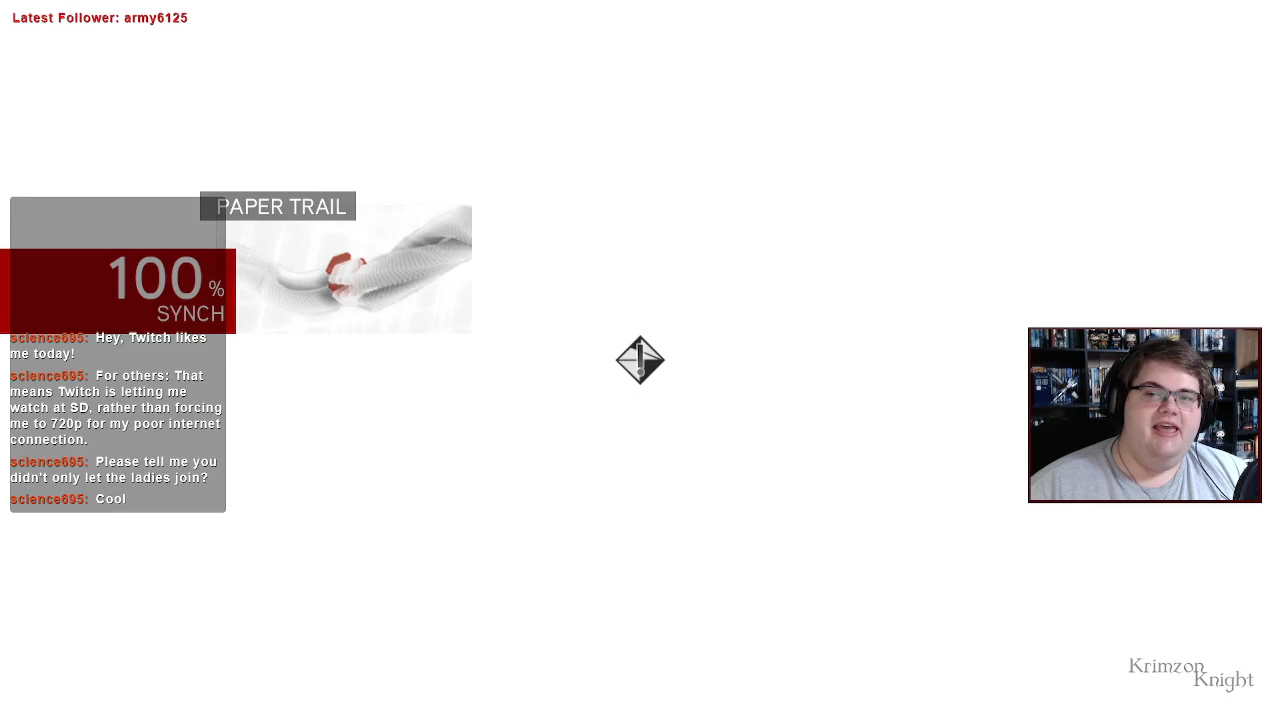 Latest Follower: army6125
PAPER TRAIL
100 %
SYNCH
science695: Hey, Twitch likes
me today!
science695: For others: That
means Twitch is letting me
watch at SD, rather than forcing
me to 720p for my poor internet
connection.
science695: Please tell me you
didn't only let the ladies join?
science695: Cool
Krimzon
Knight